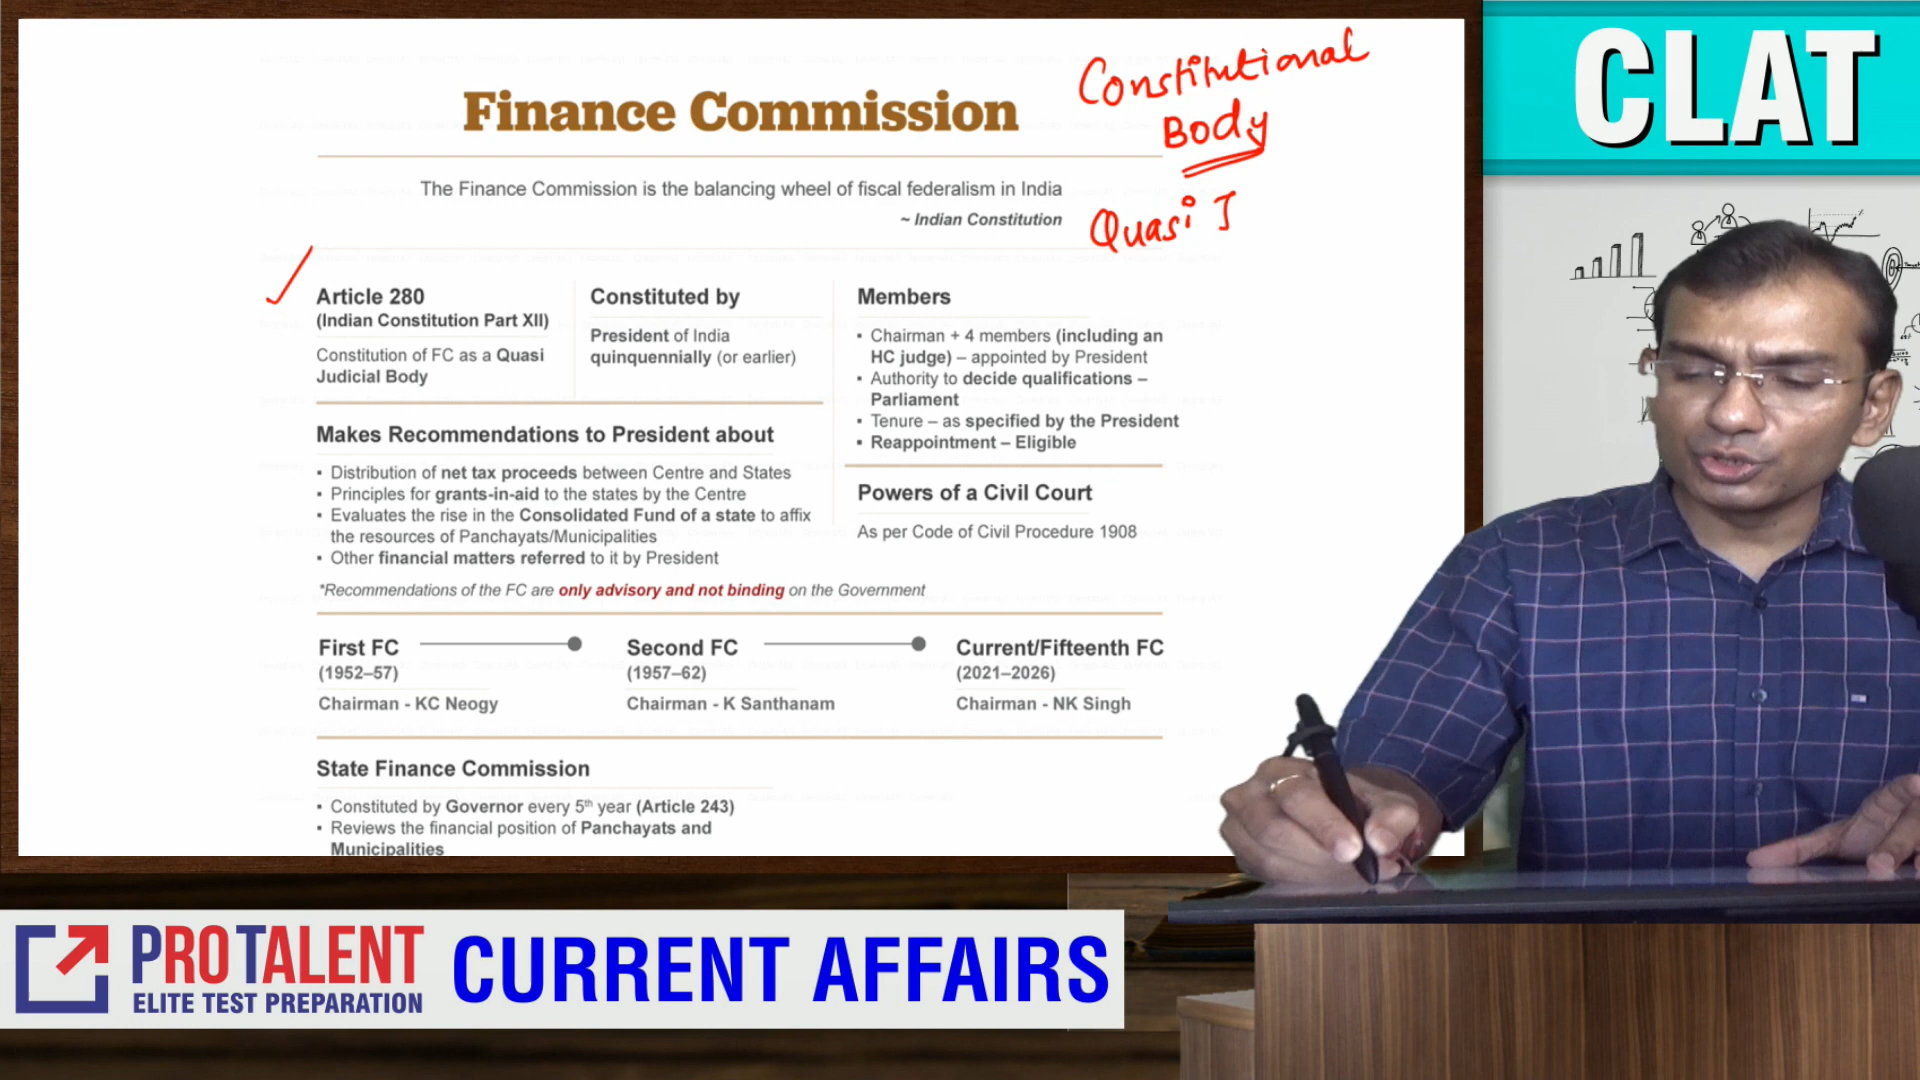 Finance Commission
Constitutional
Body
The Finance Commission is the balancing wheel of fiscal federalism in India
~ Indian Constitution
Quasi J
Article 280
(Indian Constitution Part XII)
Constitution of FC as a Quasi
Judicial Body
Constituted by
President of India
quinquennially (or earlier)
Members
▪ Chairman + 4 members (including an
HC judge) – appointed by President
▪ Authority to decide qualifications –
Parliament
▪ Tenure – as specified by the President
▪ Reappointment – Eligible
Makes Recommendations to President about
▪ Distribution of net tax proceeds between Centre and States
▪ Principles for grants-in-aid to the states by the Centre
▪ Evaluates the rise in the Consolidated Fund of a state to affix
the resources of Panchayats/Municipalities
▪ Other financial matters referred to it by President
Powers of a Civil Court
As per Code of Civil Procedure 1908
*Recommendations of the FC are only advisory and not binding on the Government
First FC
(1952–57)
Chairman - KC Neogy
Second FC
(1957–62)
Chairman - K Santhanam
Current/Fifteenth FC
(2021–2026)
Chairman - NK Singh
State Finance Commission
▪ Constituted by Governor every 5th year (Article 243)
▪ Reviews the financial position of Panchayats and
Municipalities
CLAT
PROTALENT
ELITE TEST PREPARATION
CURRENT AFFAIRS